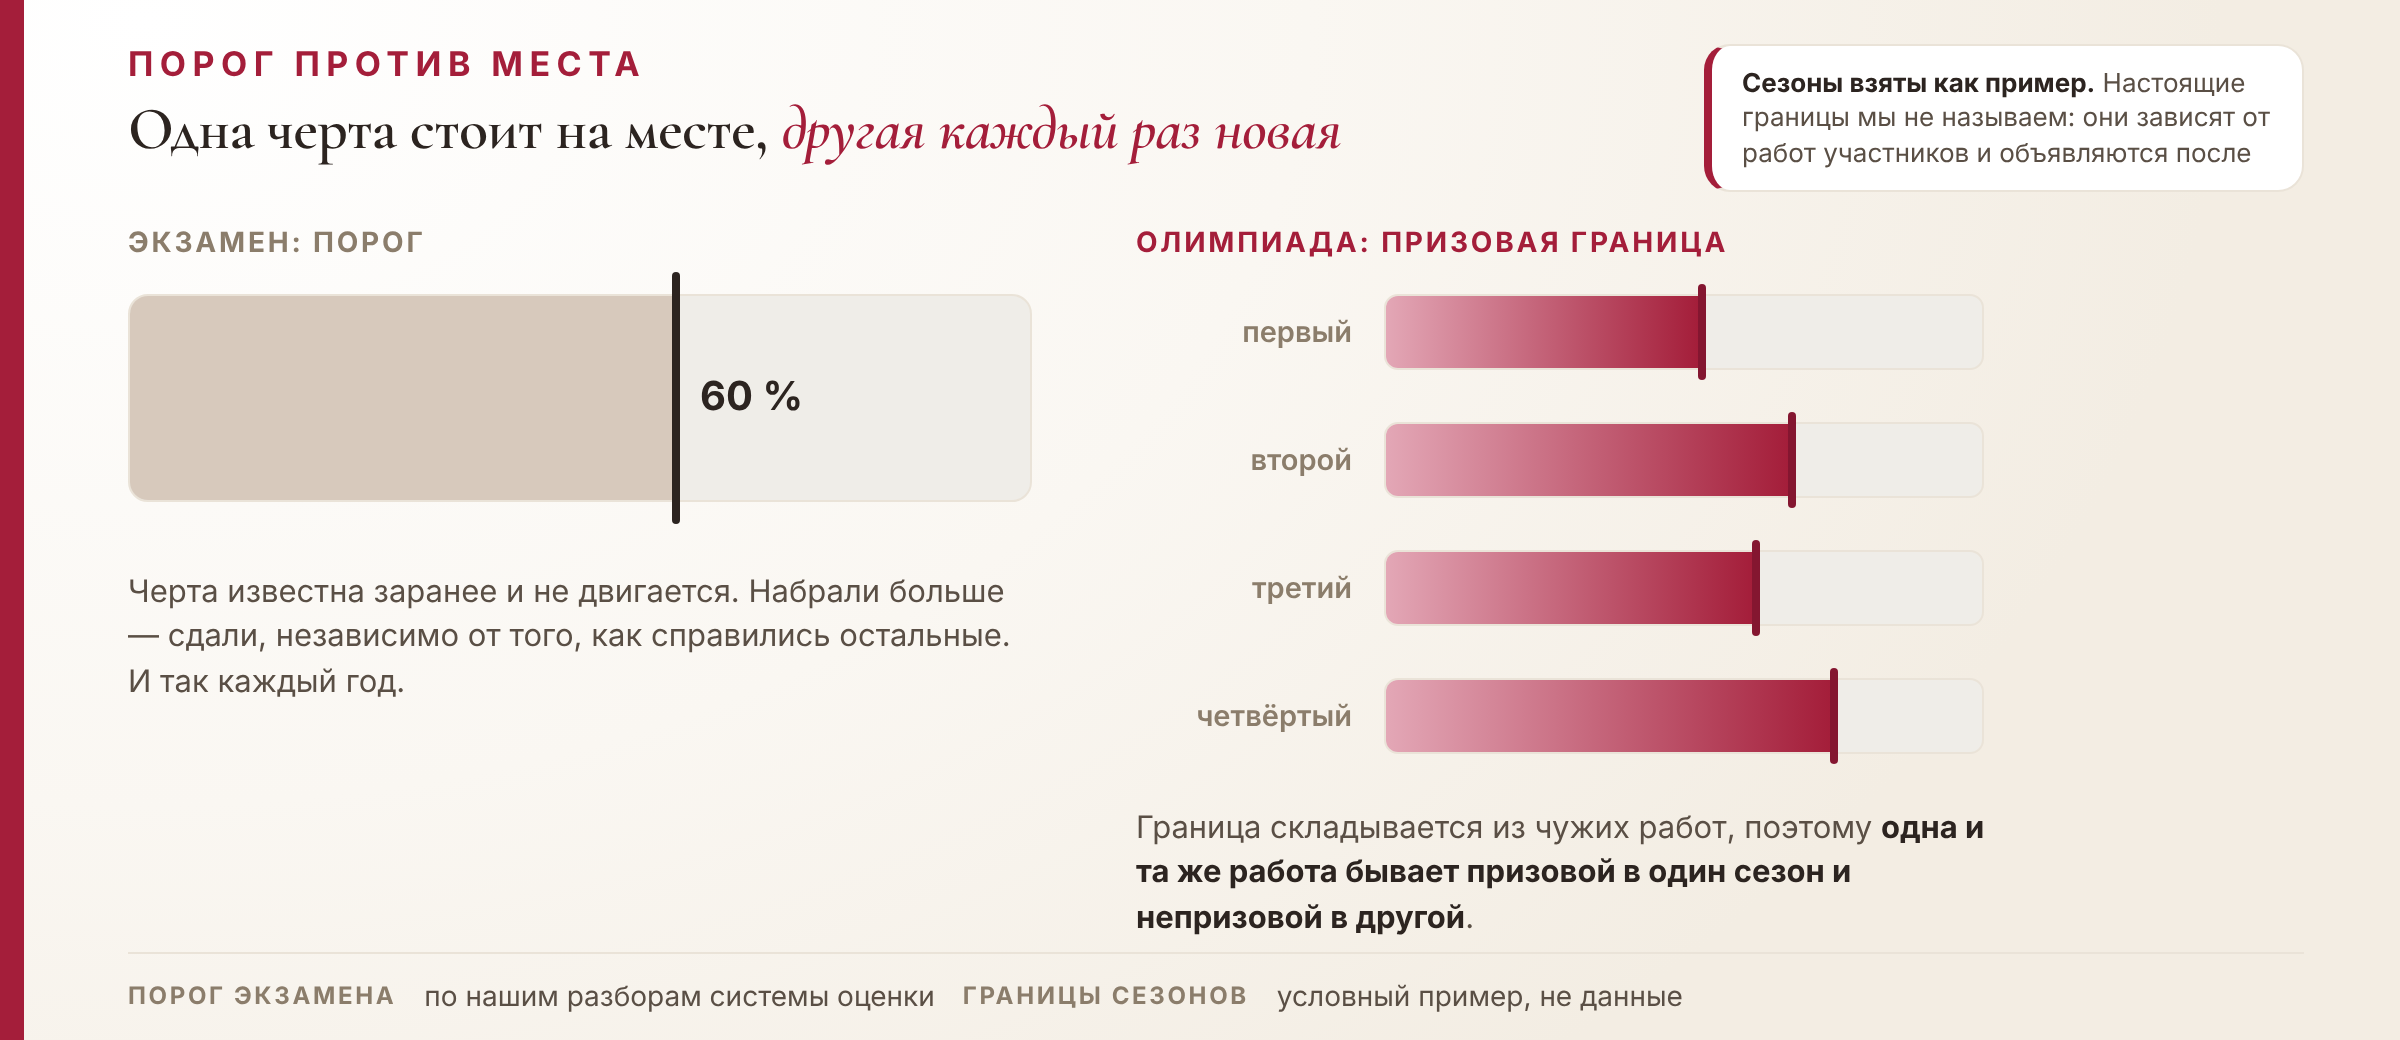 ПОРОГ ПРОТИВ МЕСТА
Одна черта стоит на месте, другая каждый раз новая
Сезоны взяты как пример. Настоящие
границы мы не называем: они зависят от
работ участников и объявляются после
ЭКЗАМЕН: ПОРОГ
60 %
Черта известна заранее и не двигается. Набрали больше
— сдали, независимо от того, как справились остальные.
И так каждый год.
ОЛИМПИАДА: ПРИЗОВАЯ ГРАНИЦА
первый
второй
третий
четвёртый
Граница складывается из чужих работ, поэтому одна и
та же работа бывает призовой в один сезон и
непризовой в другой.
ПОРОГ ЭКЗАМЕНА по нашим разборам системы оценки ГРАНИЦЫ СЕЗОНОВ условный пример, не данные